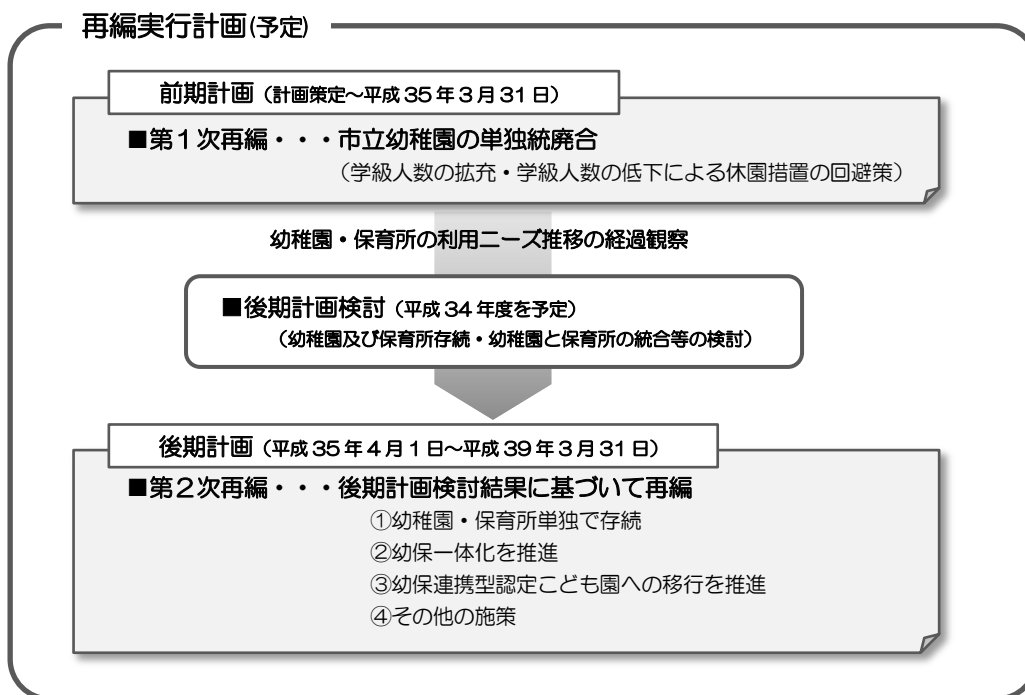 再編実行計画(予定)
前期計画（計画策定～平成35年3月31日）
■第1次再編・・・市立幼稚園の単独統廃合
（学級人数の拡充・学級人数の低下による休園措置の回避策）
幼稚園・保育所の利用ニーズ推移の経過観察
■後期計画検討（平成34年度を予定）
（幼稚園及び保育所存続・幼稚園と保育所の統合等の検討）
後期計画（平成35年4月1日～平成39年3月31日）
■第2次再編・・・後期計画検討結果に基づいて再編
①幼稚園・保育所単独で存続
②幼保一体化を推進
③幼保連携型認定こども園への移行を推進
④その他の施策